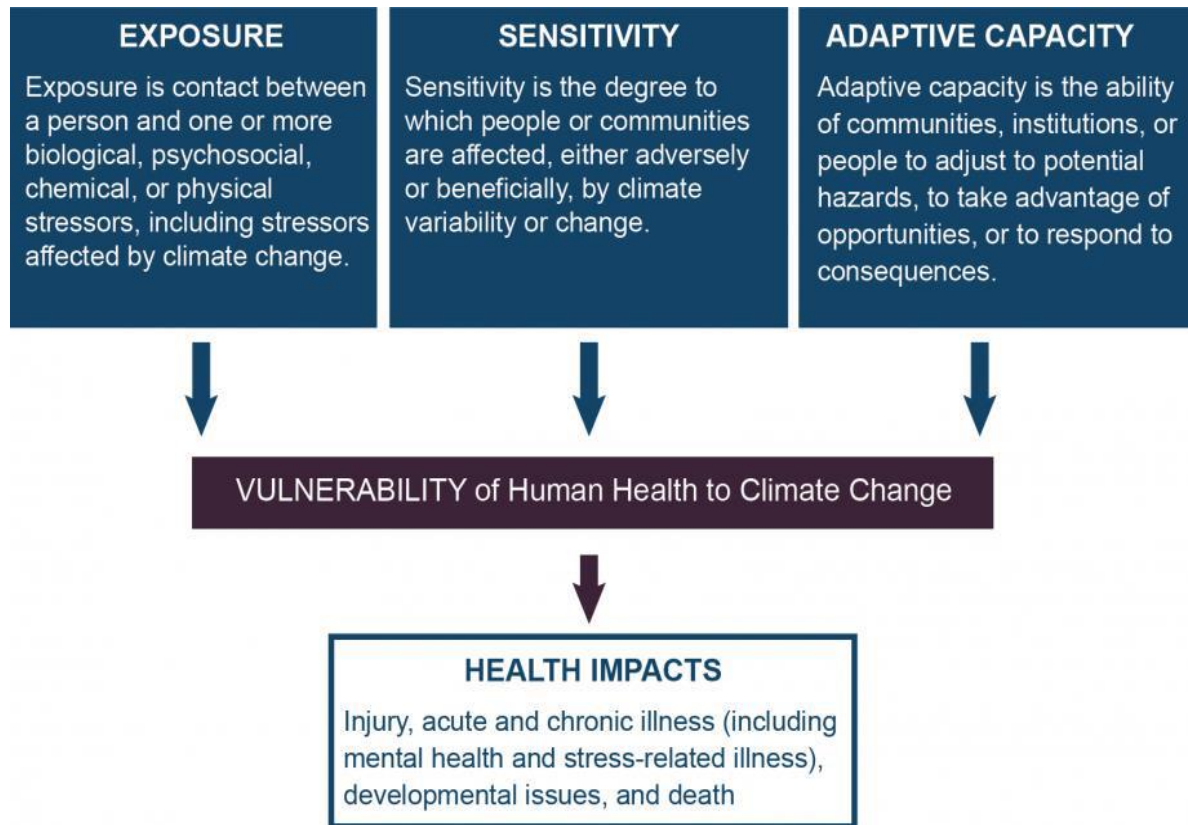 EXPOSURE
Exposure is contact between
a person and one or more
biological, psychosocial,
chemical, or physical
stressors, including stressors
affected by climate change.
SENSITIVITY
Sensitivity is the degree to
which people or communities
are affected, either adversely
or beneficially, by climate
variability or change.
ADAPTIVE CAPACITY
Adaptive capacity is the ability
of communities, institutions, or
people to adjust to potential
hazards, to take advantage of
opportunities, or to respond to
consequences.
VULNERABILITY of Human Health to Climate Change
HEALTH IMPACTS
Injury, acute and chronic illness (including
mental health and stress-related illness),
developmental issues, and death